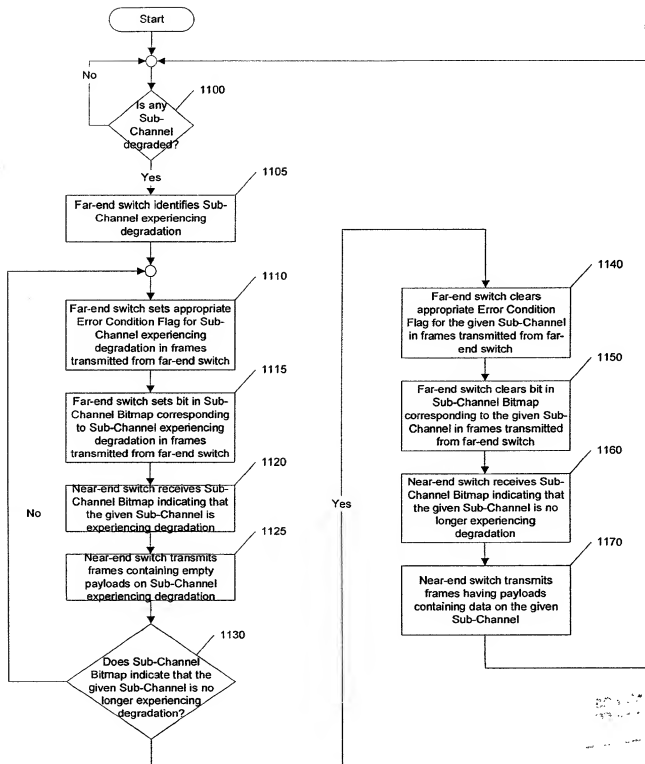 Start
No
1100
Is any
Sub-
Channel
degraded?
Yes
1105
Far-end switch identifies Sub-
Channel experiencing
degradation
1110
Far-end switch sets appropriate
Error Condition Flag for Sub-
Channel experiencing
degradation in frames
transmitted from far-end switch
1115
Far-end switch sets bit in Sub-
Channel Bitmap corresponding
to Sub-Channel experiencing
degradation in frames
transmitted from far-end switch
1120
Near-end switch receives Sub-
Channel Bitmap indicating that
the given Sub-Channel is
experiencing degradation
No
1125
Near-end switch transmits
frames containing empty
payloads on Sub-Channel
experiencing degradation
1130
Does Sub-Channel
Bitmap indicate that the
given Sub-Channel is no
longer experiencing
degradation?
Yes
1140
Far-end switch clears
appropriate Error Condition
Flag for the given Sub-Channel
in frames transmitted from far-
end switch
1150
Far-end switch clears bit in
Sub-Channel Bitmap
corresponding to the given Sub-
Channel in frames transmitted
from far-end switch
1160
Near-end switch receives Sub-
Channel Bitmap indicating that
the given Sub-Channel is no
longer experiencing
degradation
1170
Near-end switch transmits
frames having payloads
containing data on the given
Sub-Channel